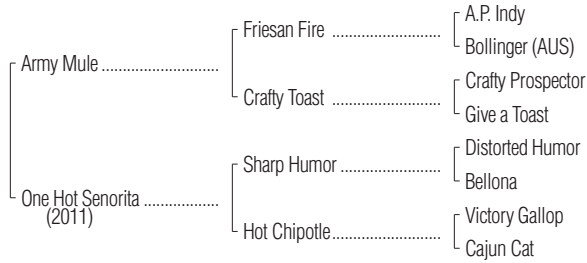 A.P. Indy
Friesan Fire
Bollinger (AUS)
Army Mule
Crafty Prospector
Crafty Toast
Give a Toast
Distorted Humor
Sharp Humor
Bellona
One Hot Senorita
(2011)
Victory Gallop
Hot Chipotle
Cajun Cat